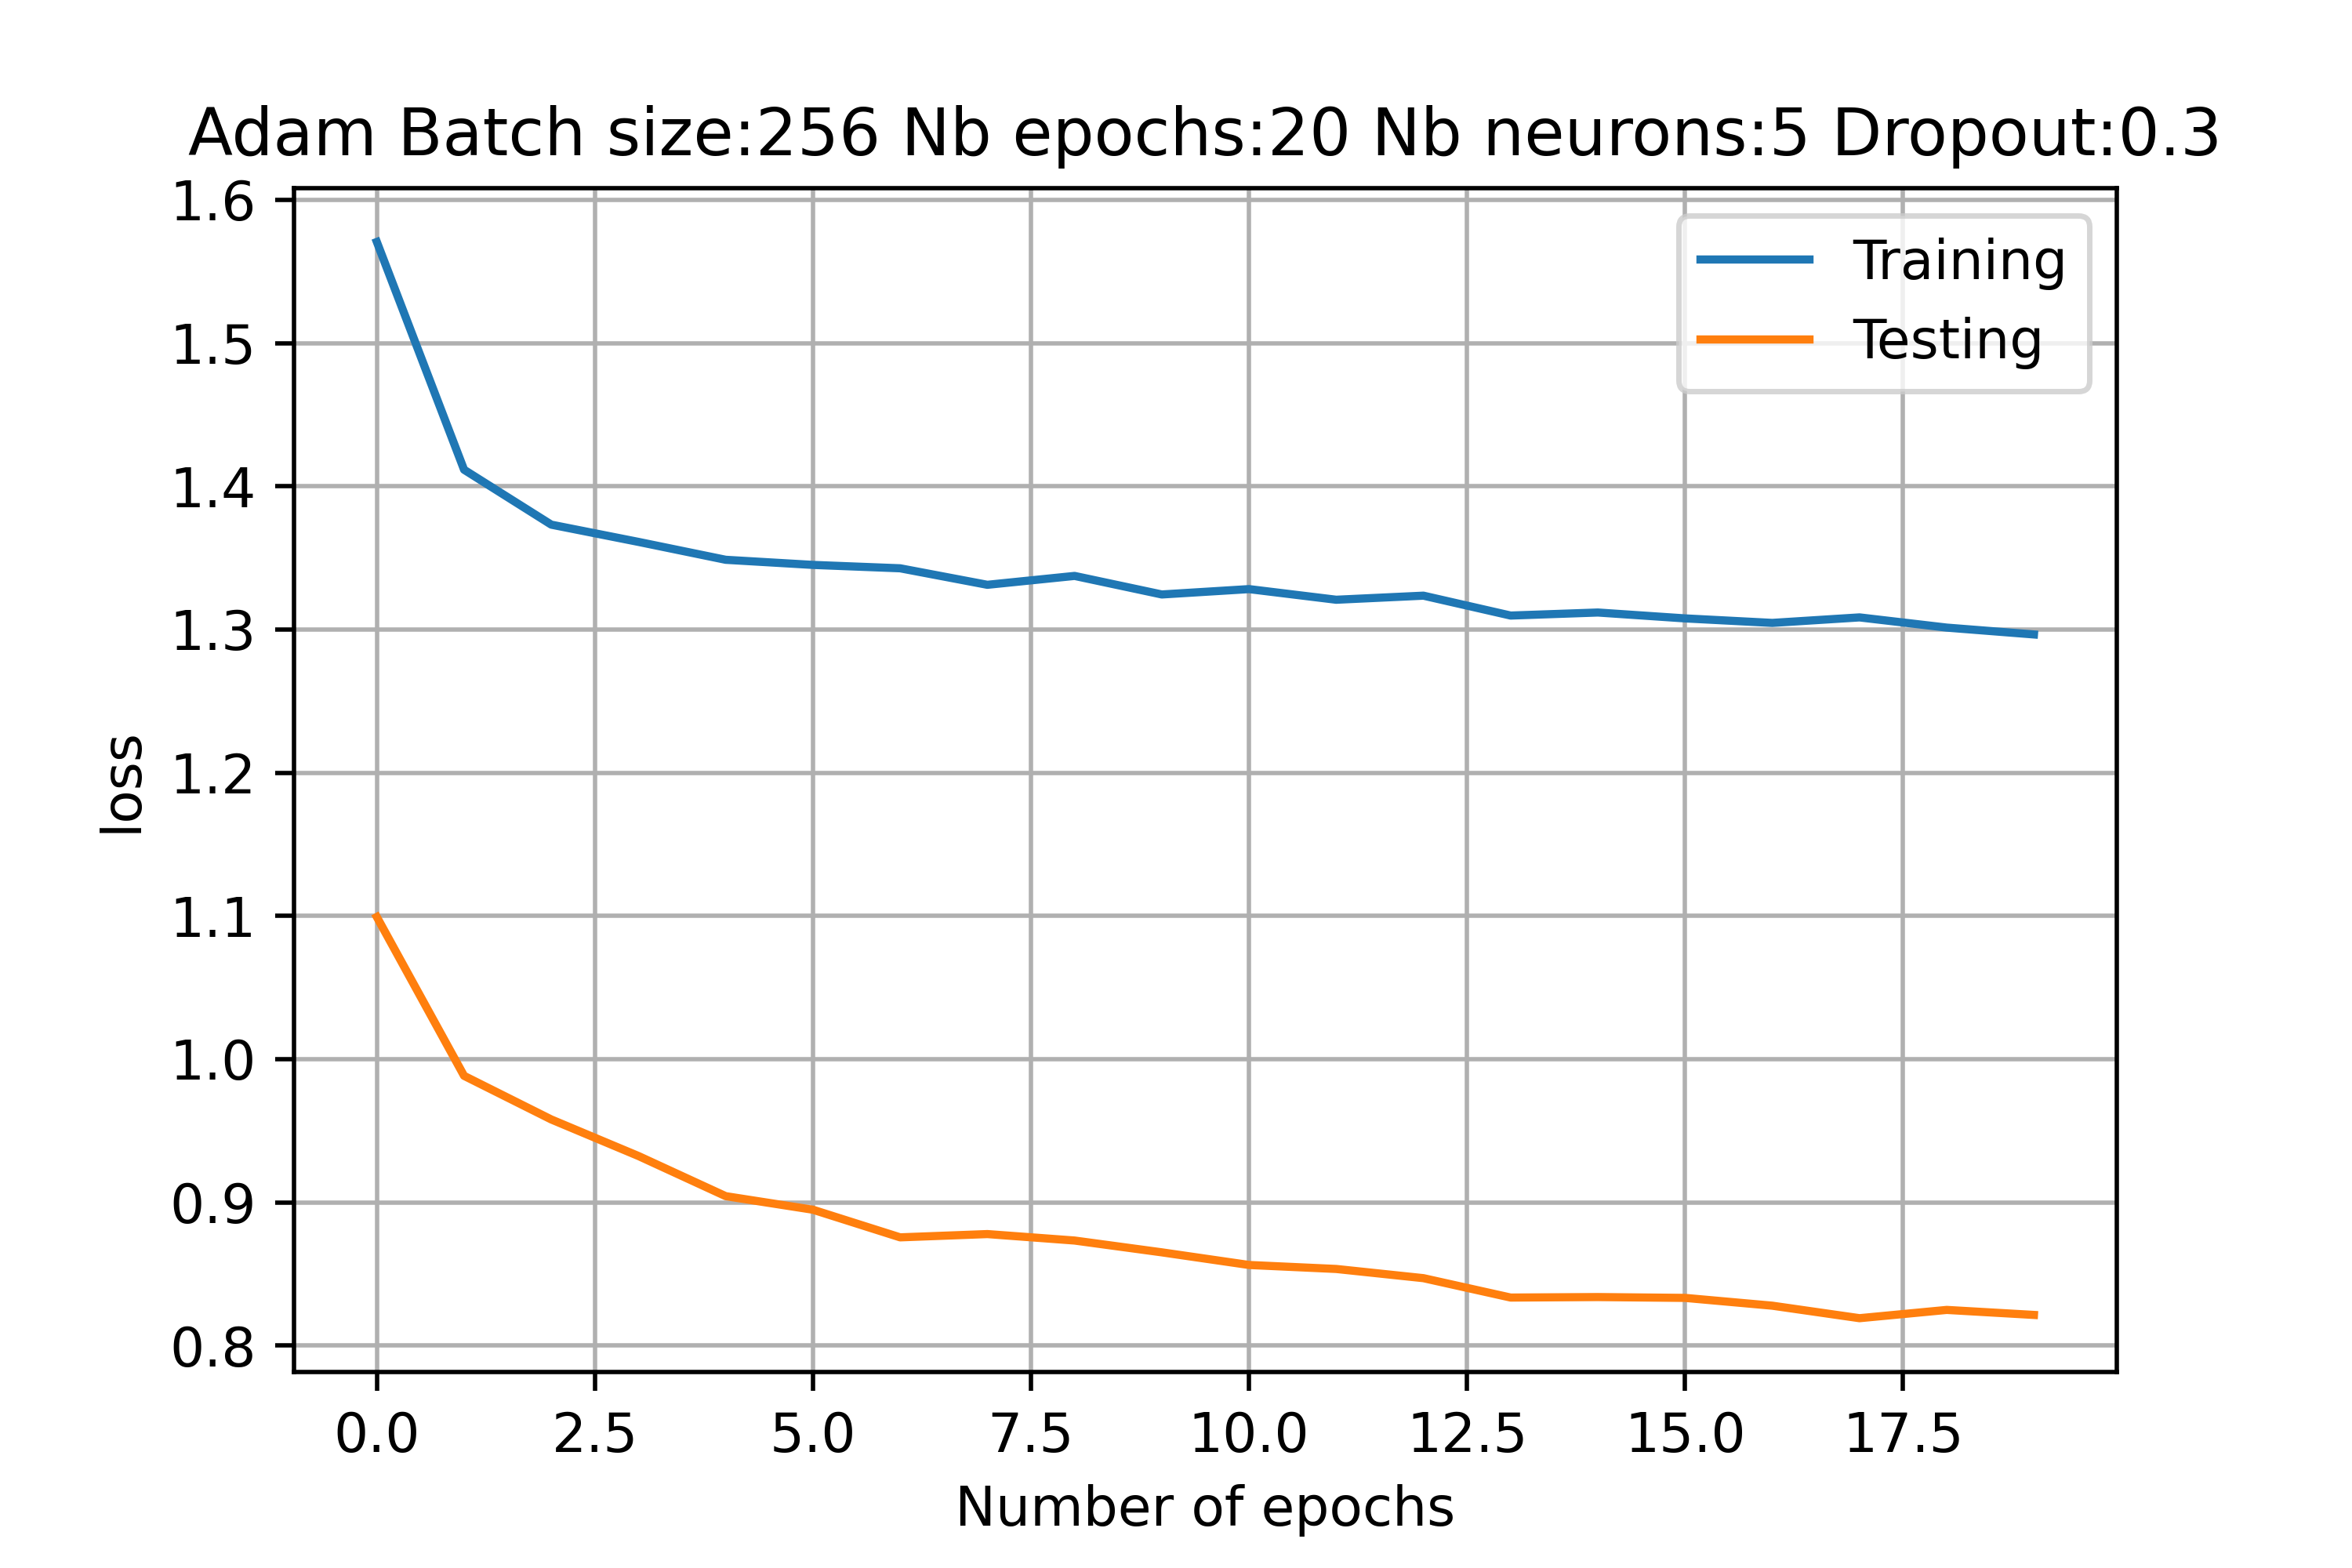 Adam Batch size:256 Nb epochs:20 Nb neurons:5 Dropout:0.3
1.6
1.5
1.4
1.3
1.2
1.1
1.0
0.9
0.8
loss
Training
Testing
0.0 2.5 5.0 7.5 10.0 12.5 15.0 17.5
Number of epochs